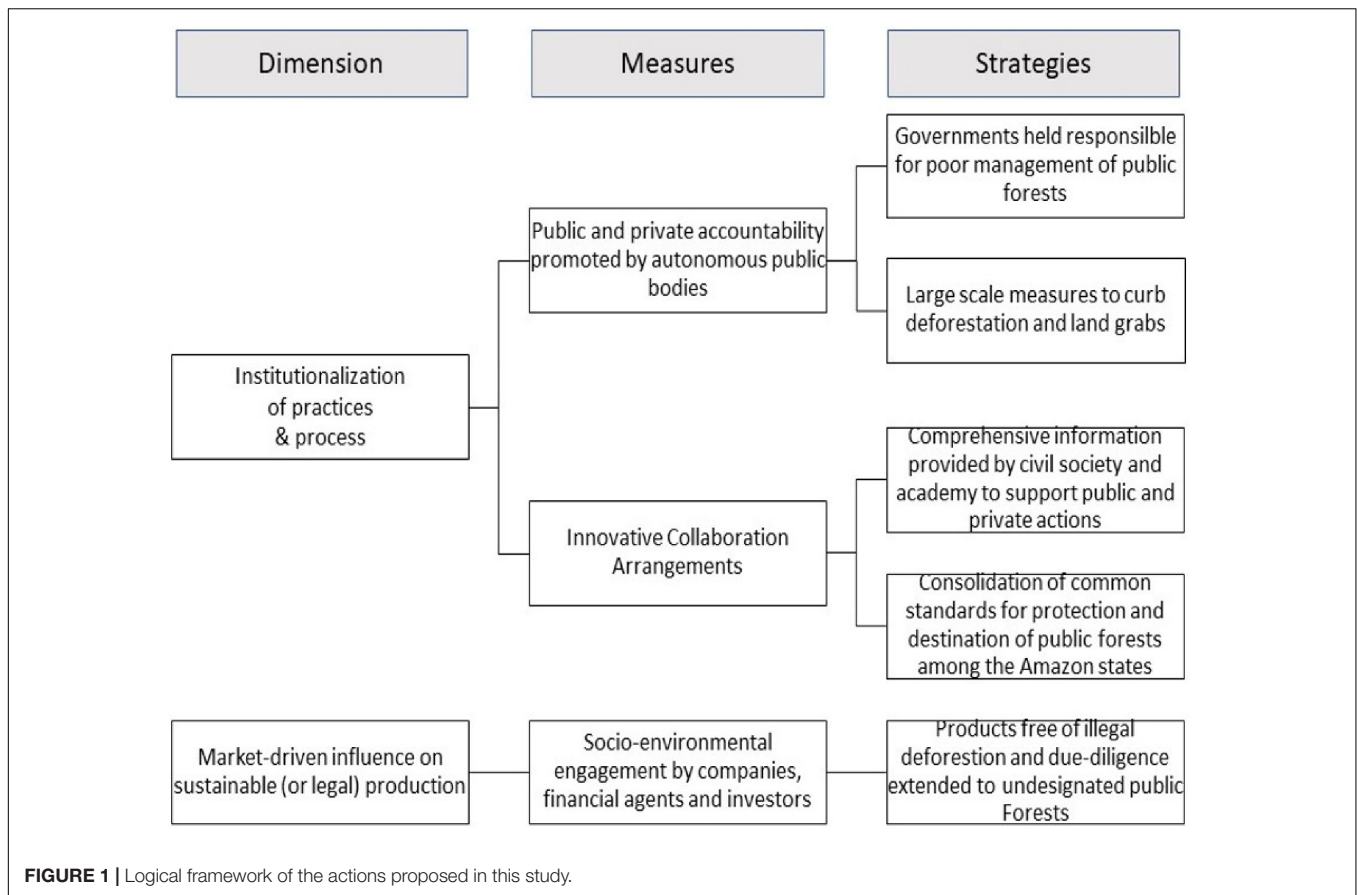 Dimension
Measures
Strategies
Governments held responsilble
for poor management of public
forests
Public and private accountability
promoted by autonomous public
bodies
Large scale measures to curb
deforestation and land grabs
Institutionalization
of practices
& process
Comprehensive information
provided by civil society and
academy to support public and
private actions
Innovative Collaboration
Arrangements
Consolidation of common
standards for protection and
destination of public forests
among the Amazon states
Market-driven influence on
sustainable (or legal) production
Socio-environmental
engagement by companies,
financial agents and investors
Products free of illegal
deforestion and due-diligence
extended to undesignated public
Forests
FIGURE 1 | Logical framework of the actions proposed in this study.